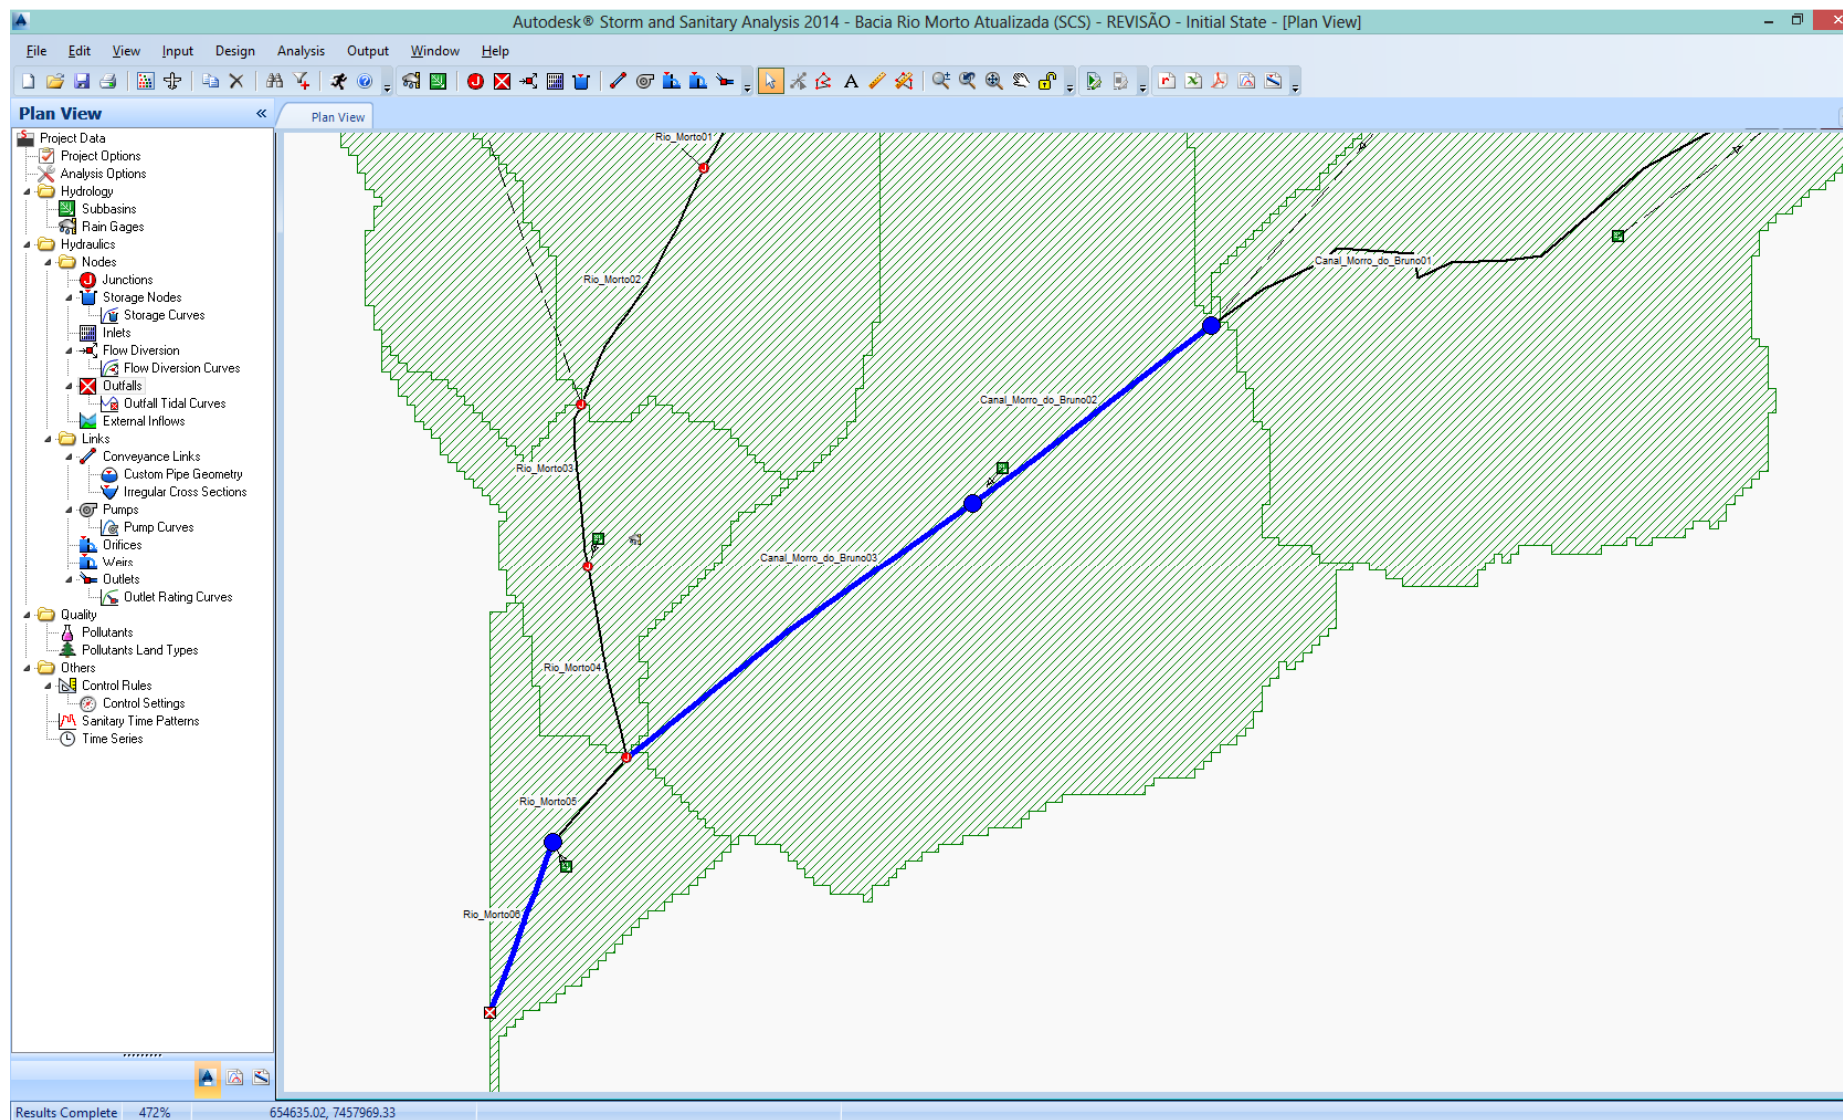 Autodesk® Storm and Sanitary Analysis 2014 - Bacia Rio Morto Atualizada (SCS) - REVISÃO - Initial State - [Plan View]
File Edit View Input Design Analysis Output Window Help
Plan View «
Plan View
Project Data
Project Options
Analysis Options
Hydrology
Subbasins
Rain Gages
Hydraulics
Nodes
Junctions
Storage Nodes
Storage Curves
Inlets
Flow Diversion
Flow Diversion Curves
Outfalls
Outfall Tidal Curves
External Inflows
Links
Conveyance Links
Custom Pipe Geometry
Irregular Cross Sections
Pumps
Pump Curves
Orifices
Weirs
Outlets
Outlet Rating Curves
Quality
Pollutants
Pollutants Land Types
Others
Control Rules
Control Settings
Sanitary Time Patterns
Time Series
Rio_Morto01
Canal_Morro_do_Bruno01
Rio_Morto02
Canal_Morro_do_Bruno02
Rio_Morto03
Canal_Morro_do_Bruno03
Rio_Morto04
Rio_Morto05
Rio_Morto06
Results Complete 472% 654635.02, 7457969.33